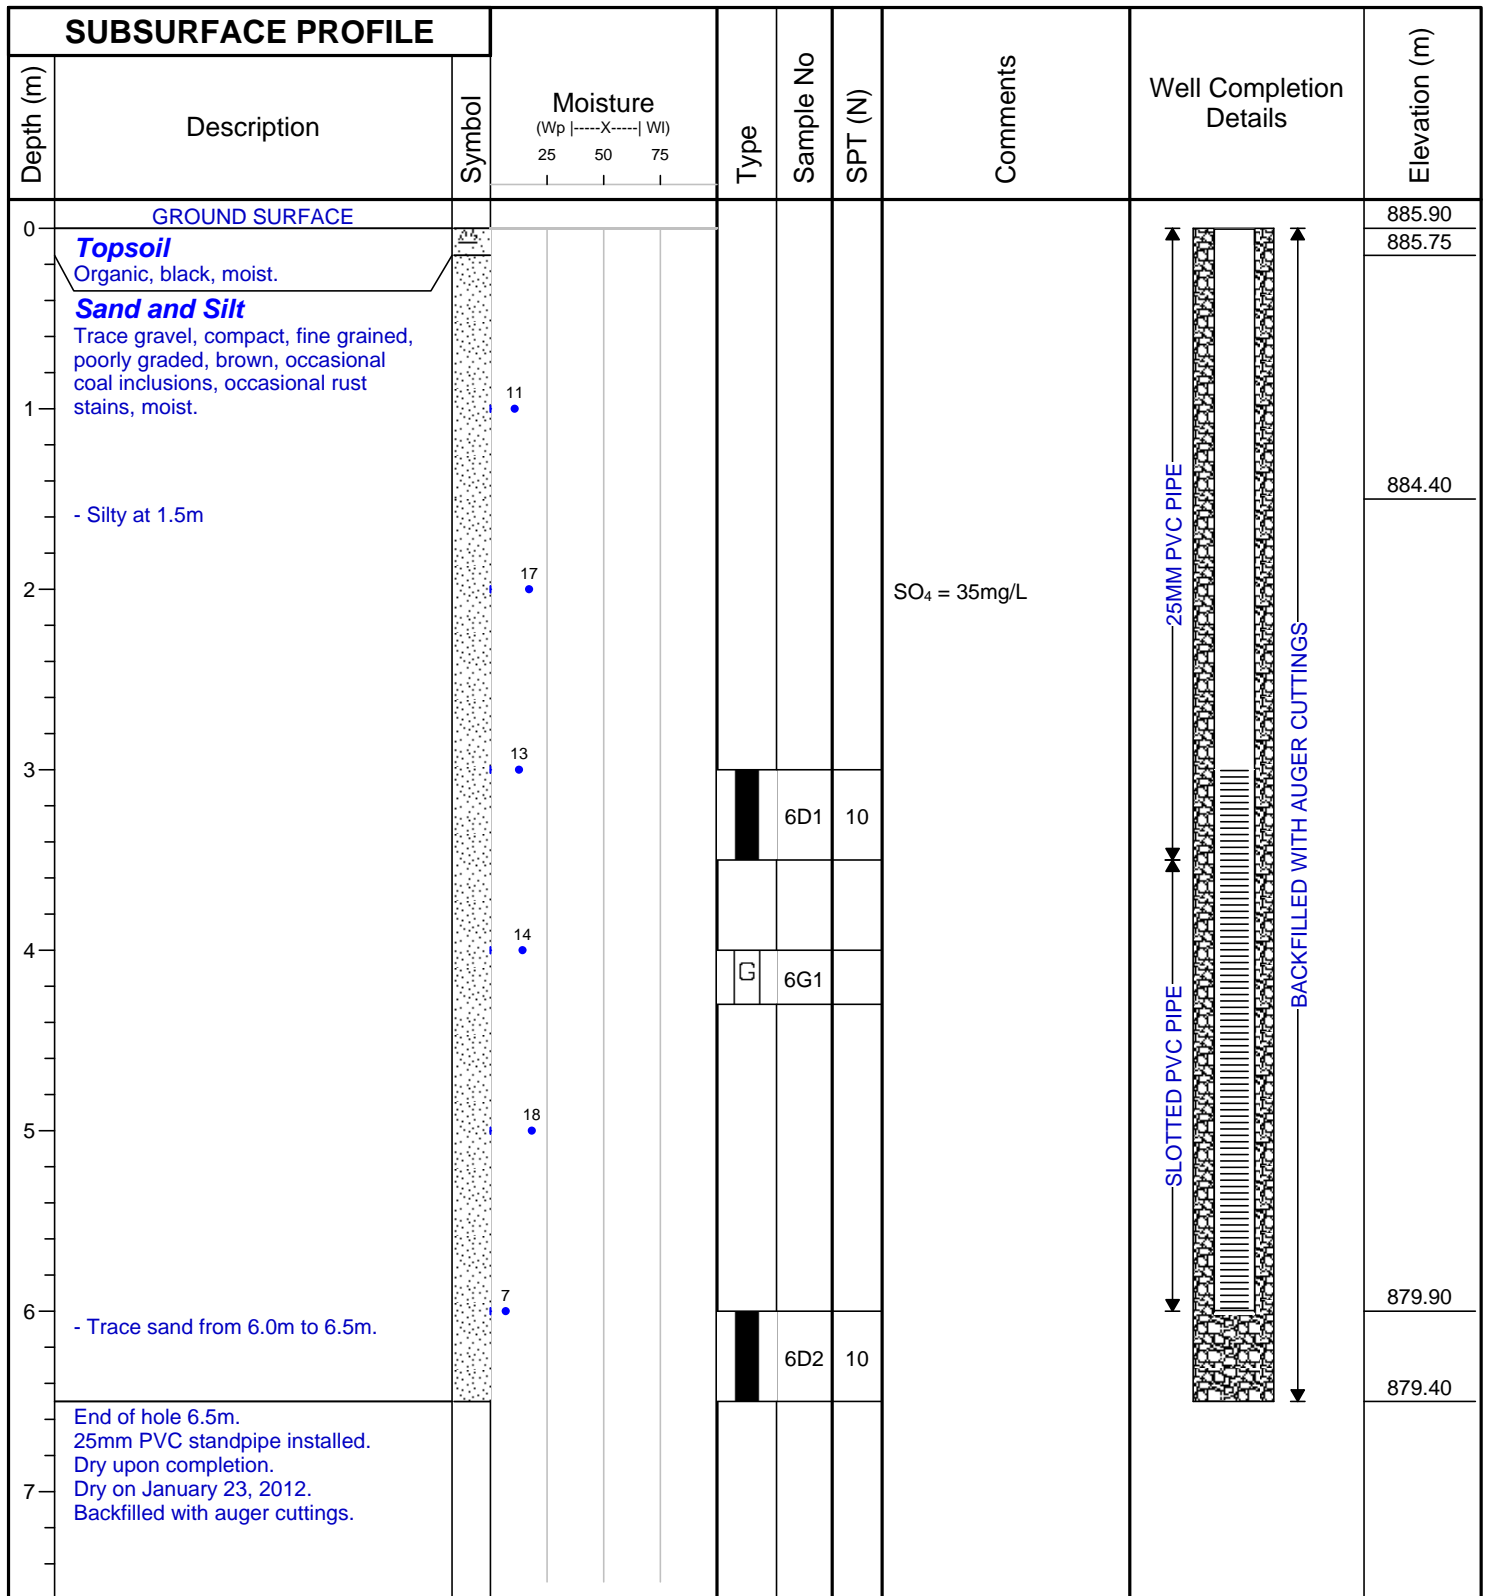 SUBSURFACE PROFILE
Depth (m)
Description
Symbol
Moisture
(Wp |-----X-----| Wl)
25 50 75
Type
Sample No
SPT (N)
Comments
Well Completion
Details
Elevation (m)
GROUND SURFACE
885.90
0
Topsoil
885.75
Organic, black, moist.
Sand and Silt
Trace gravel, compact, fine grained,
poorly graded, brown, occasional
coal inclusions, occasional rust
stains, moist.
11
1
884.40
- Silty at 1.5m
25MM PVC PIPE
17
2
SO₄ = 35mg/L
BACKFILLED WITH AUGER CUTTINGS
13
3
6D1 10
14
4
G 6G1
SLOTTED PVC PIPE
18
5
7
6
879.90
- Trace sand from 6.0m to 6.5m.
6D2 10
879.40
End of hole 6.5m.
25mm PVC standpipe installed.
Dry upon completion.
7
Dry on January 23, 2012.
Backfilled with auger cuttings.